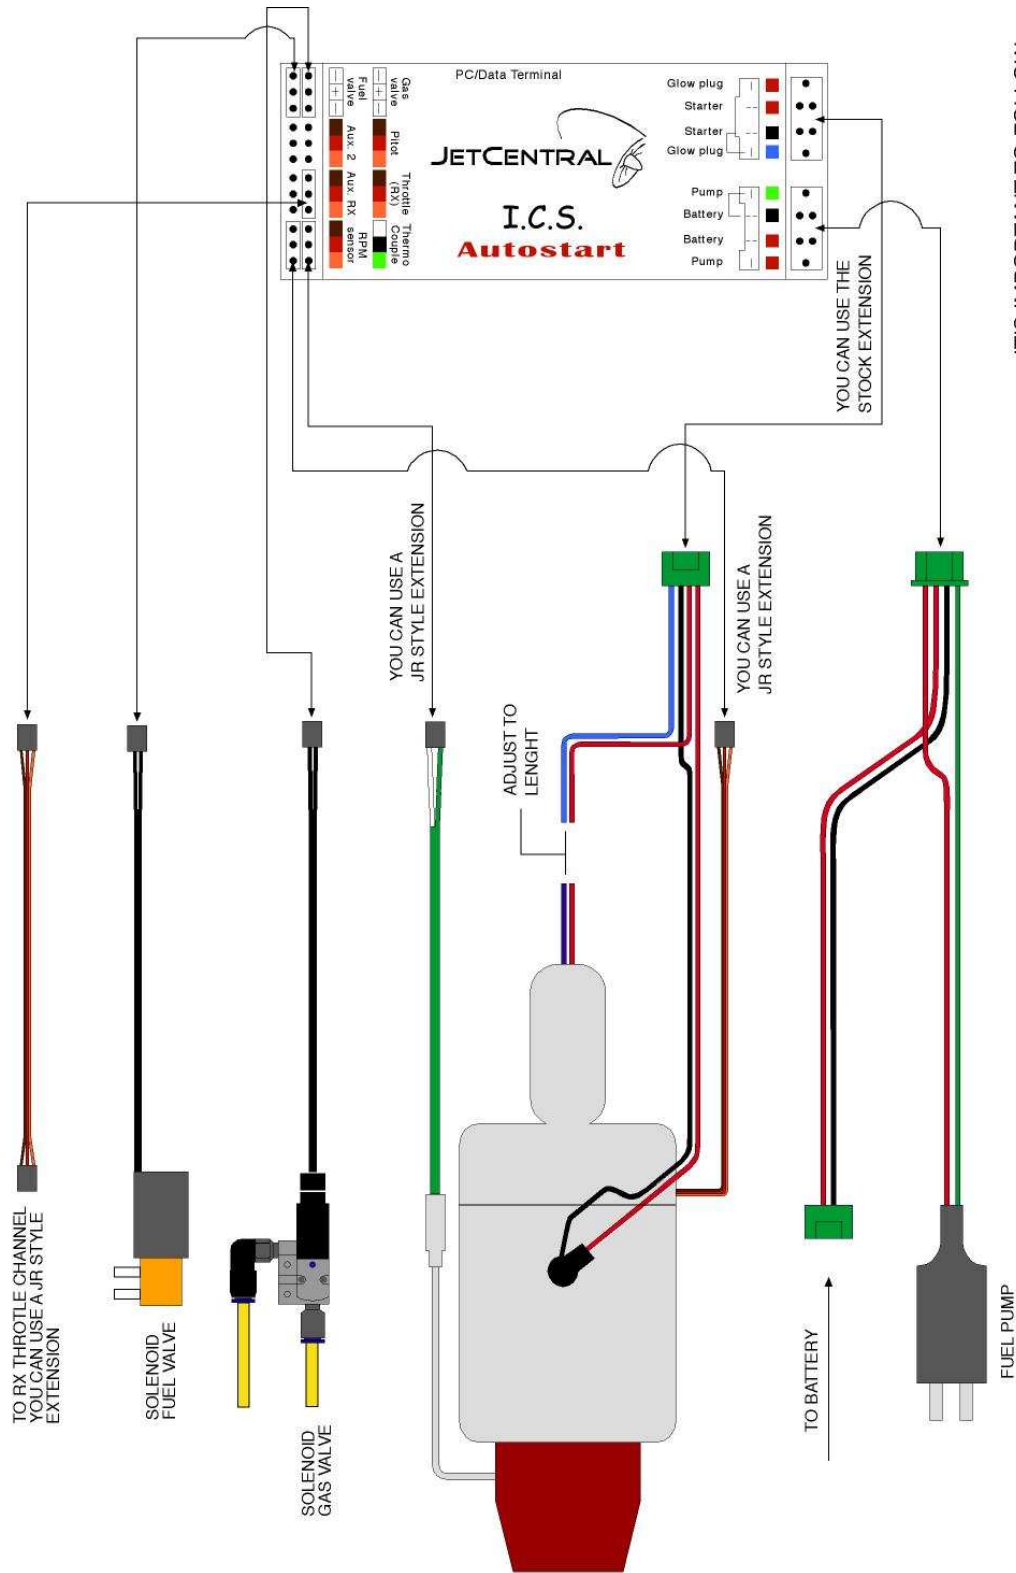 PC/Data Terminal
Gas
valve
Fuel
valve
Pitot
Aux. 2
Throttle
(RX)
Aux. RX
Thermo
Couple
RPM
sensor
JETCENTRAL
I.C.S.
Autostart
Glow plug
Starter
Starter
Glow plug
Pump
Battery
Battery
Pump
YOU CAN USE THE
STOCK EXTENSION
YOU CAN USE A
JR STYLE EXTENSION
YOU CAN USE A
JR STYLE EXTENSION
ADJUST TO
LENGHT
TO RX THROTLE CHANNEL
YOU CAN USE A JR STYLE
EXTENSION
SOLENOID
FUEL VALVE
SOLENOID
GAS VALVE
TO BATTERY
FUEL PUMP